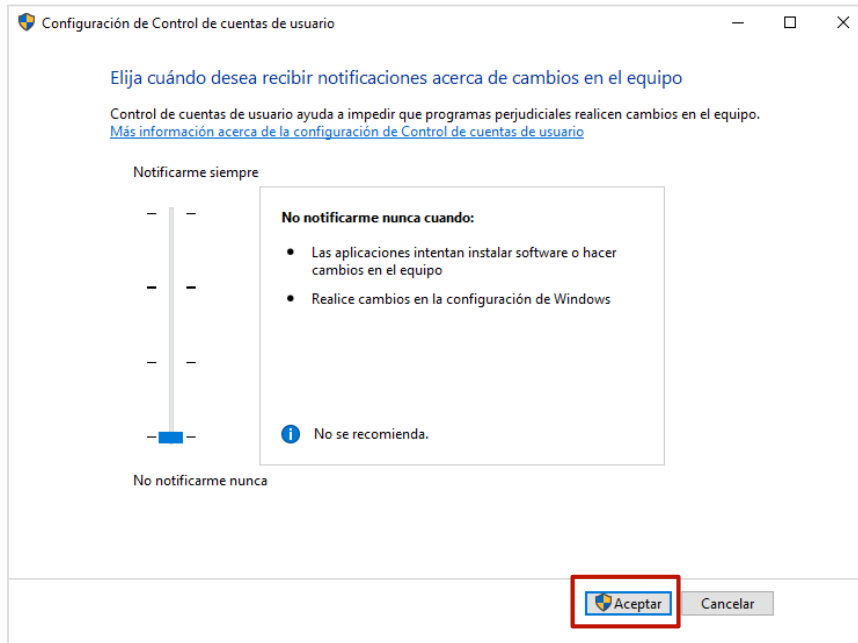 Configuración de Control de cuentas de usuario
Elija cuándo desea recibir notificaciones acerca de cambios en el equipo
Control de cuentas de usuario ayuda a impedir que programas perjudiciales realicen cambios en el equipo.
Más información acerca de la configuración de Control de cuentas de usuario
Notificarme siempre
No notificarme nunca cuando:
Las aplicaciones intentan instalar software o hacer
cambios en el equipo
Realice cambios en la configuración de Windows
No se recomienda.
No notificarme nunca
Aceptar
Cancelar